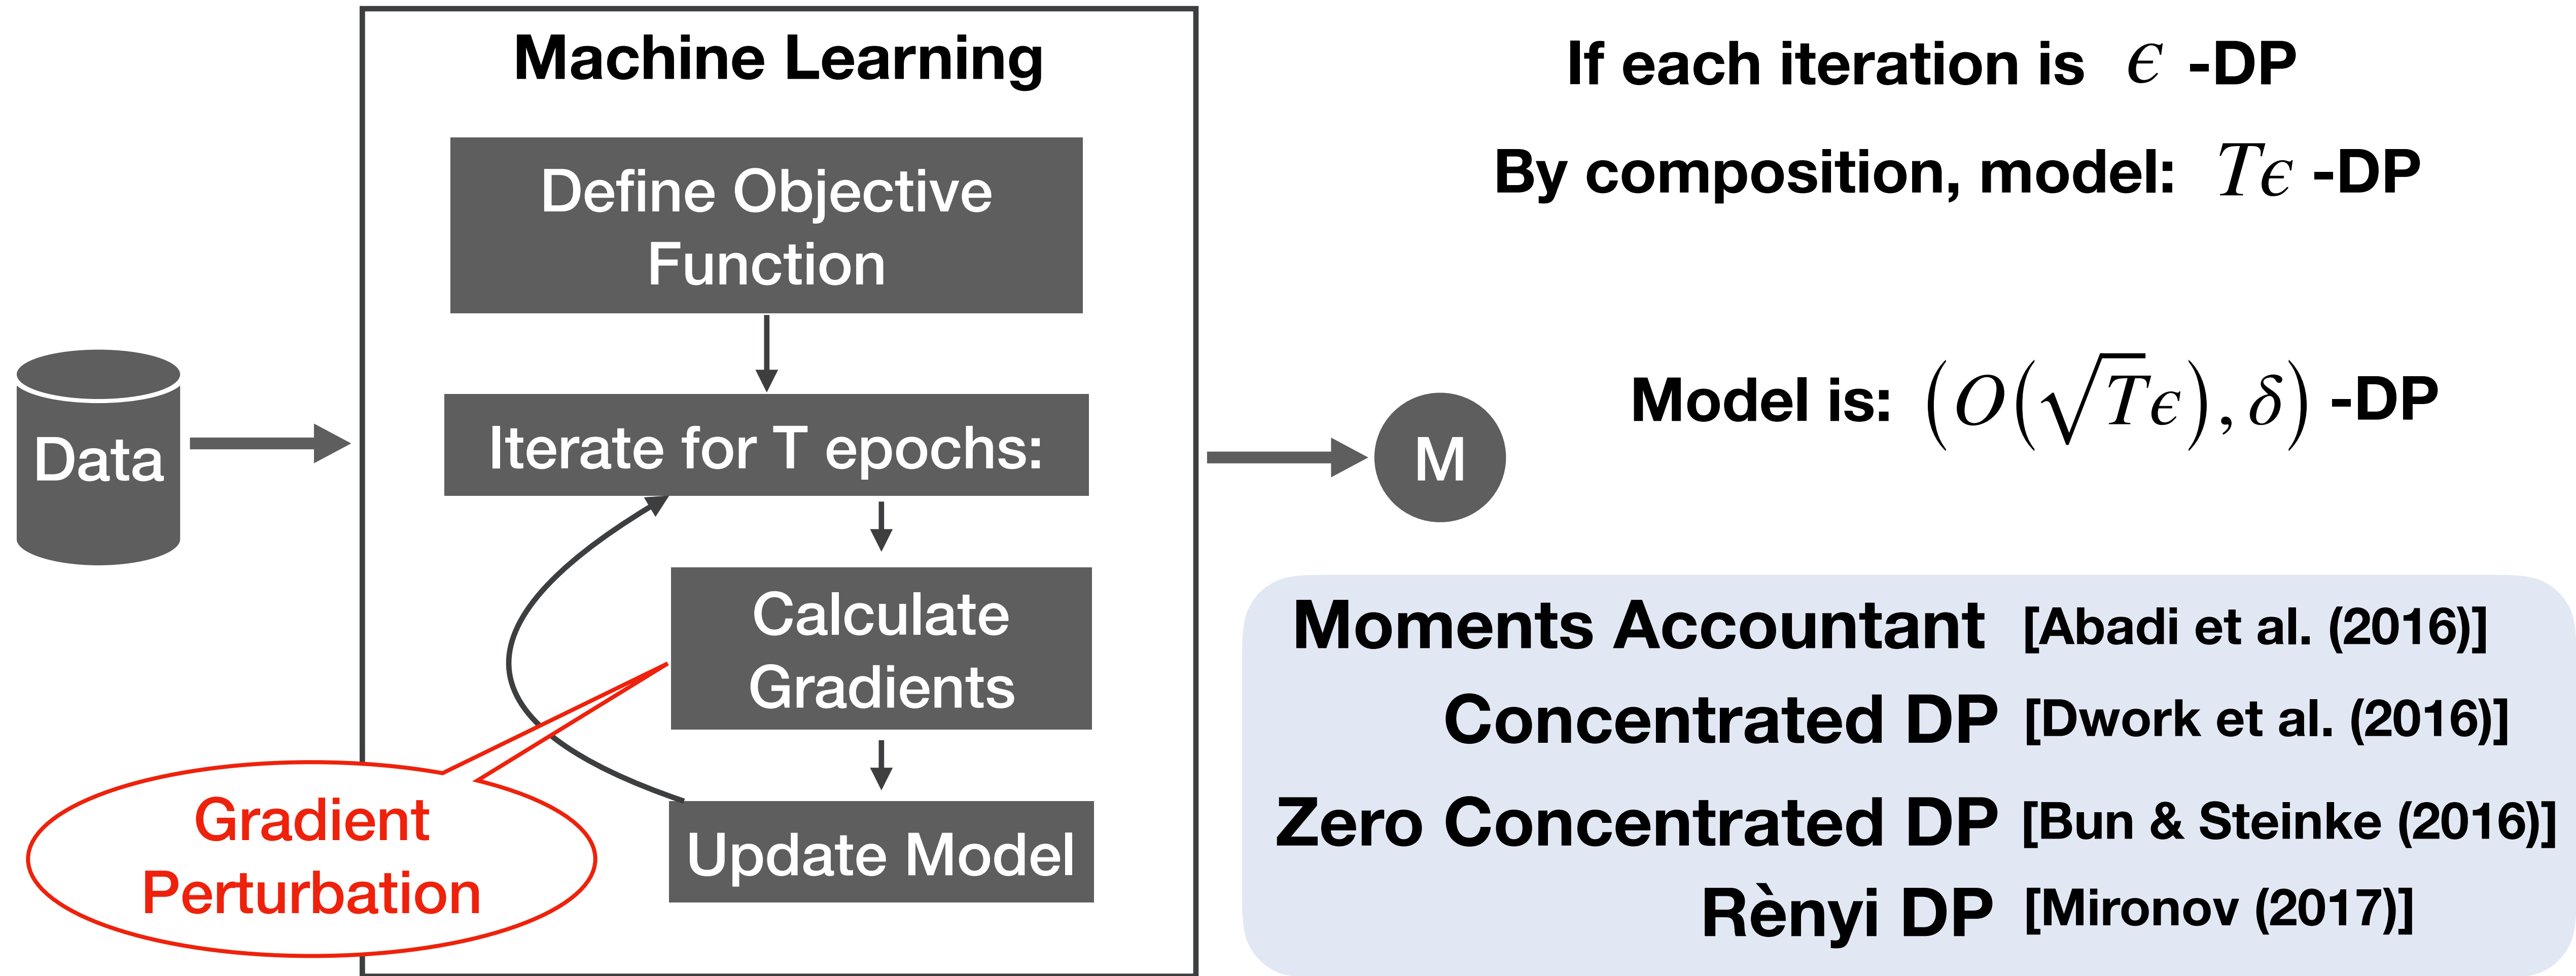 Machine Learning
Define Objective
Function
Iterate for T epochs:
Calculate
Gradients
Update Model
Data
Gradient
Perturbation
M
If each iteration is ϵ -DP
By composition, model: Tϵ -DP
Model is: (O(√Tϵ), δ) -DP
Moments Accountant [Abadi et al. (2016)]
Concentrated DP [Dwork et al. (2016)]
Zero Concentrated DP [Bun & Steinke (2016)]
Rènyi DP [Mironov (2017)]